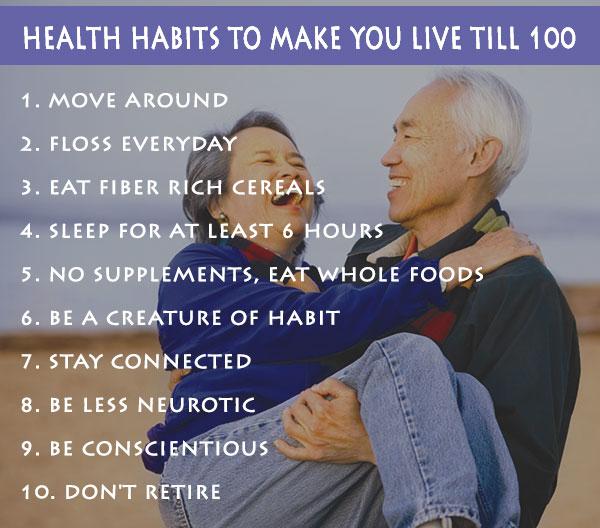 HEALTH HABITS TO MAKE YOU LIVE TILL 100
1. MOVE AROUND
2. FLOSS EVERYDAY
3. EAT FIBER RICH CEREALS
4. SLEEP FOR AT LEAST 6 HOURS
5. NO SUPPLEMENTS, EAT WHOLE FOODS
6. BE A CREATURE OF HABIT
7. STAY CONNECTED
8. BE LESS NEUROTIC
9. BE CONSCIENTIOUS
10. DON'T RETIRE